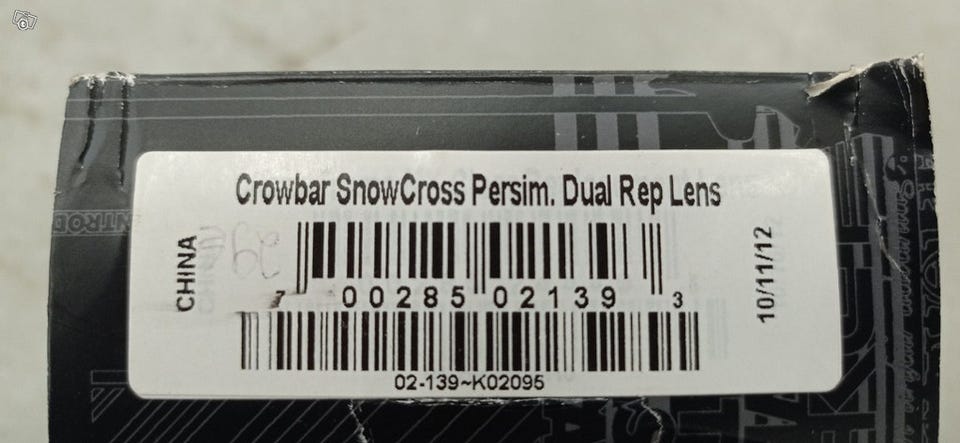 Crowbar SnowCross Persim. Dual Rep Lens
CHINA
7 00285 02139 3
10/11/12
02-139~K02095